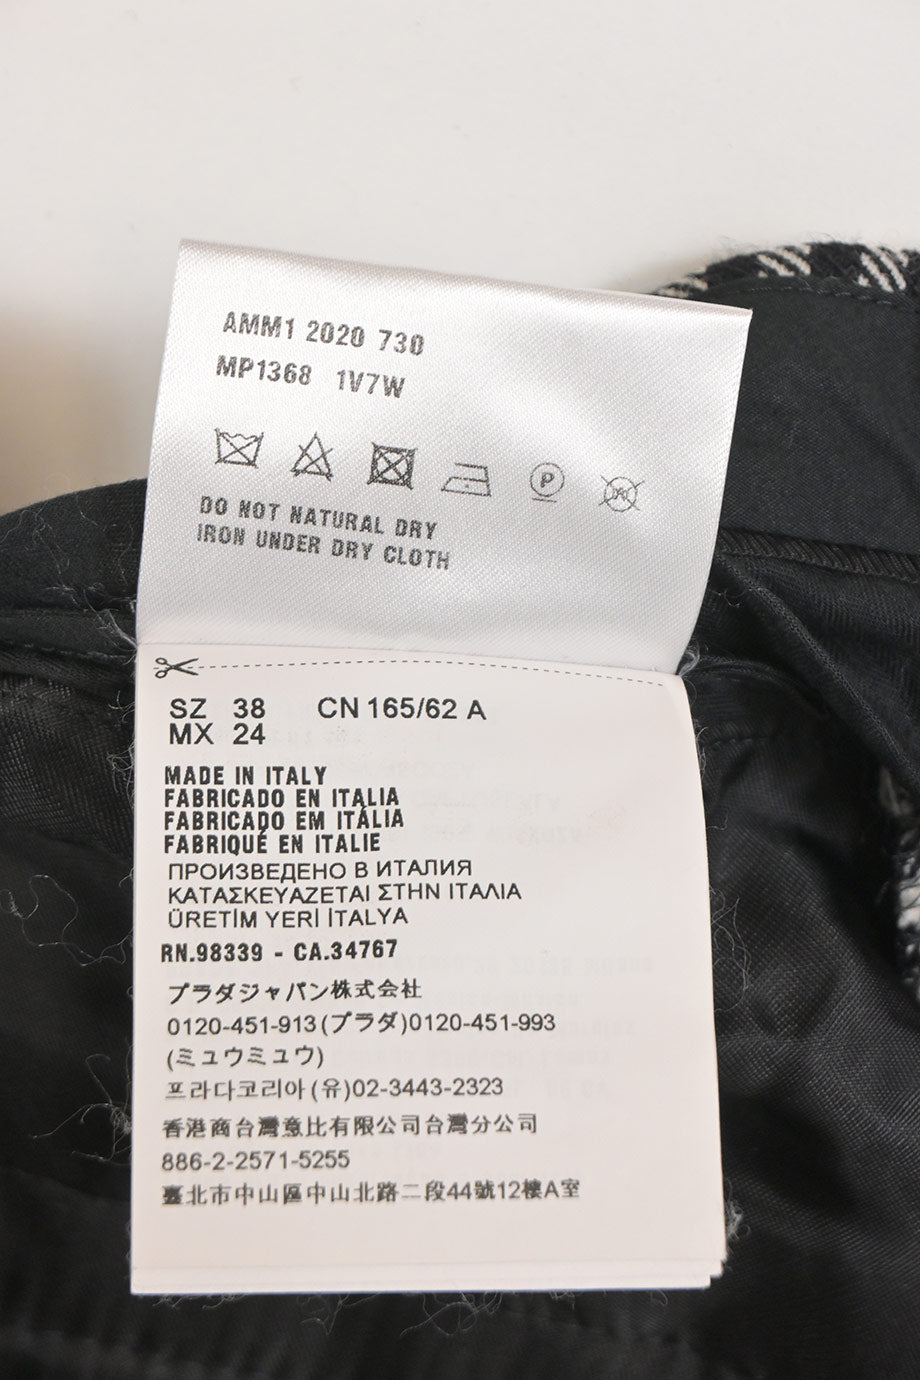 AMM1 2020 730
MP1368 1V7W
P
DO NOT NATURAL DRY
IRON UNDER DRY CLOTH
SZ 38 CN 165/62 A
MX 24
MADE IN ITALY
FABRICADO EN ITALIA
FABRICADO EM ITÁLIA
FABRIQUÉ EN ITALIE
ПРОИЗВЕДЕНО В ИТАЛИЯ
ΚΑΤΑΣΚΕΥΑΖΕΤΑΙ ΣΤΗΝ ΙΤΑΛΙΑ
ÜRETİM YERİ İTALYA
RN.98339 - CA.34767
プラダジャパン株式会社
0120-451-913(プラダ)0120-451-993
(ミュウミュウ)
프라다코리아(유)02-3443-2323
香港商台灣意比有限公司台灣分公司
886-2-2571-5255
臺北市中山區中山北路二段44號12樓A室